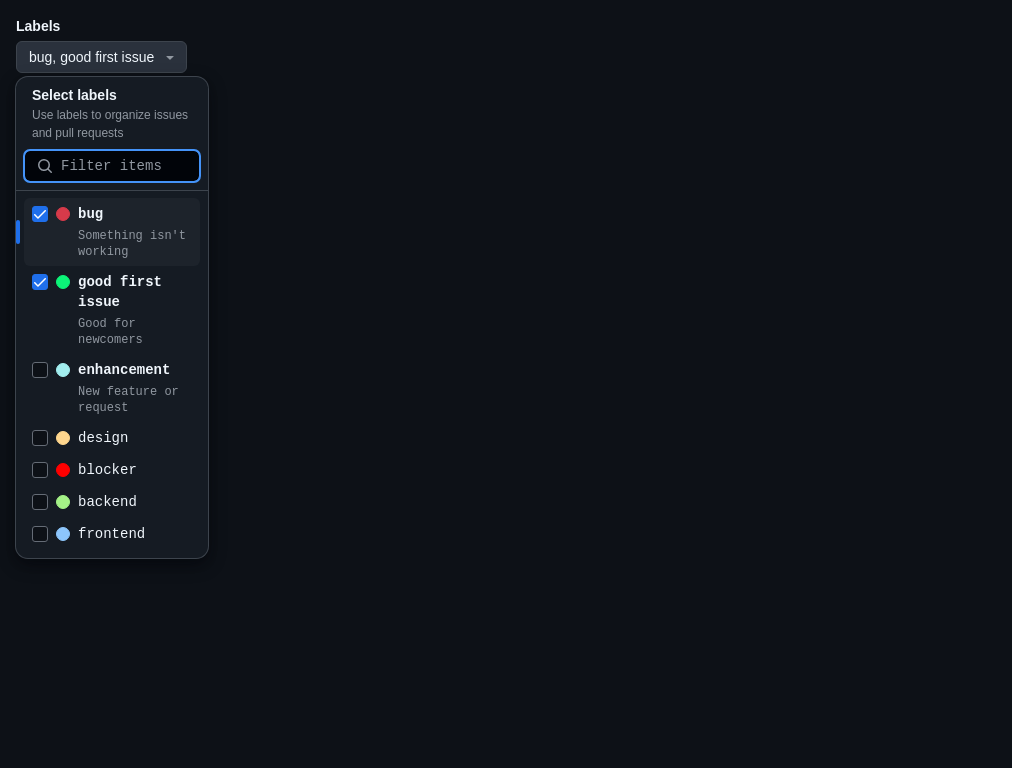 Labels
bug, good first issue
Select labels
Use labels to organize issues
and pull requests
Filter items
bug
Something isn't
working
good first
issue
Good for
newcomers
enhancement
New feature or
request
design
blocker
backend
frontend